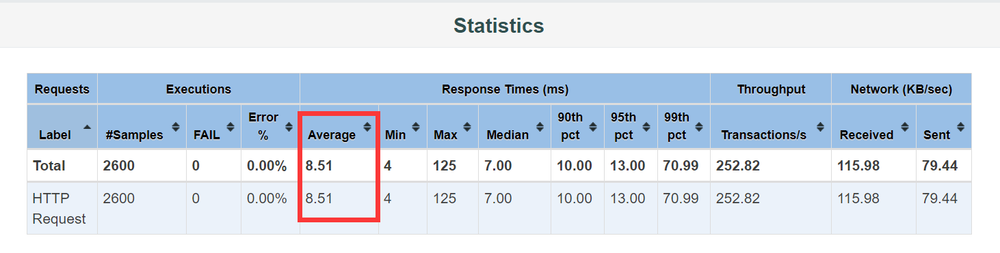 Statistics
Requests Executions Response Times (ms) Throughput Network (KB/sec)
Label #Samples FAIL Error % Average Min Max Median 90th pct 95th pct 99th pct Transactions/s Received Sent
Total 2600 0 0.00% 8.51 4 125 7.00 10.00 13.00 70.99 252.82 115.98 79.44
HTTP Request 2600 0 0.00% 8.51 4 125 7.00 10.00 13.00 70.99 252.82 115.98 79.44